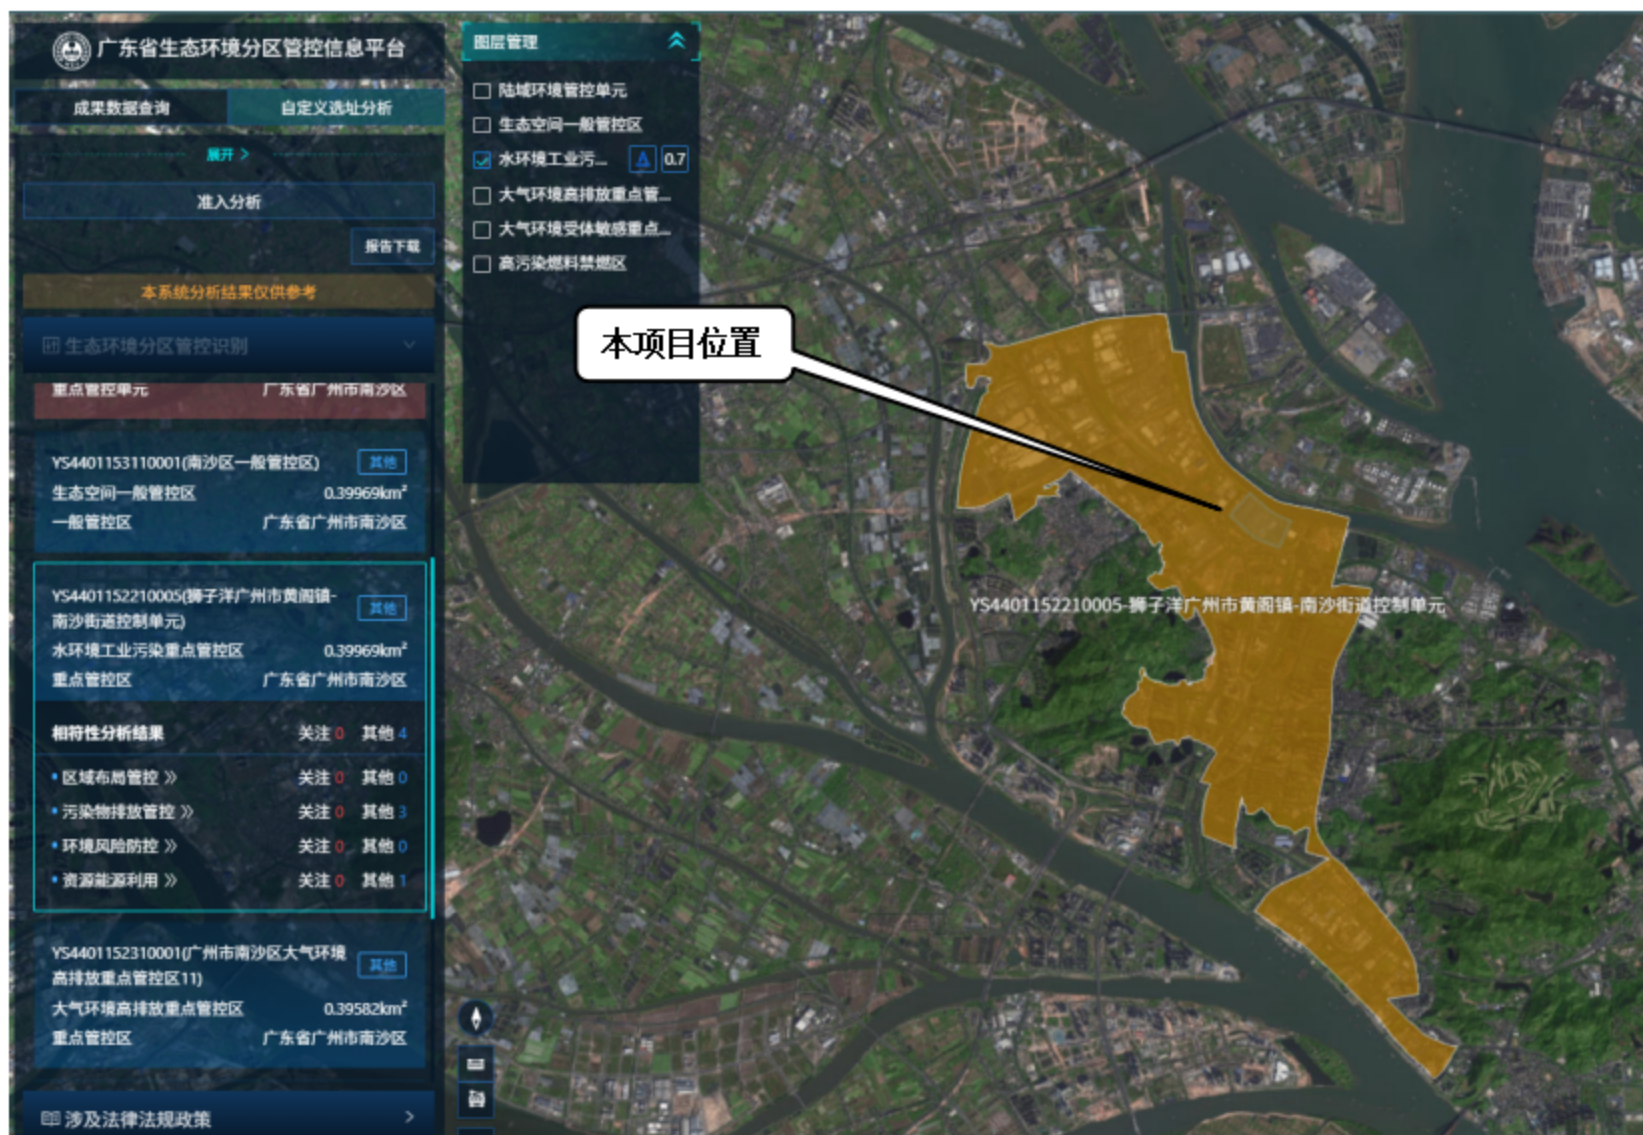 广东省生态环境分区管控信息平台
成果数据查询
自定义选址分析
展开 >
准入分析
报告下载
本系统分析结果仅供参考
生态环境分区管控识别
重点管控单元 广东省广州市南沙区
YS4401153110001(南沙区一般管控区) 其他
生态空间一般管控区 0.39969km²
一般管控区 广东省广州市南沙区
YS4401152210005(狮子洋广州市黄阁镇-
南沙街道控制单元) 其他
水环境工业污染重点管控区 0.39969km²
重点管控区 广东省广州市南沙区
相符性分析结果 关注 0 其他 4
区域布局管控 » 关注 0 其他 0
污染物排放管控 » 关注 0 其他 3
环境风险防控 » 关注 0 其他 0
资源能源利用 » 关注 0 其他 1
YS4401152310001(广州市南沙区大气环境
高排放重点管控区11) 其他
大气环境高排放重点管控区 0.39582km²
重点管控区 广东省广州市南沙区
涉及法律法规政策 >
图层管理
陆域环境管控单元
生态空间一般管控区
水环境工业污... 0.7
大气环境高排放重点管...
大气环境受体敏感重点...
高污染燃料禁燃区
本项目位置
YS4401152210005-狮子洋广州市黄阁镇-南沙街道控制单元